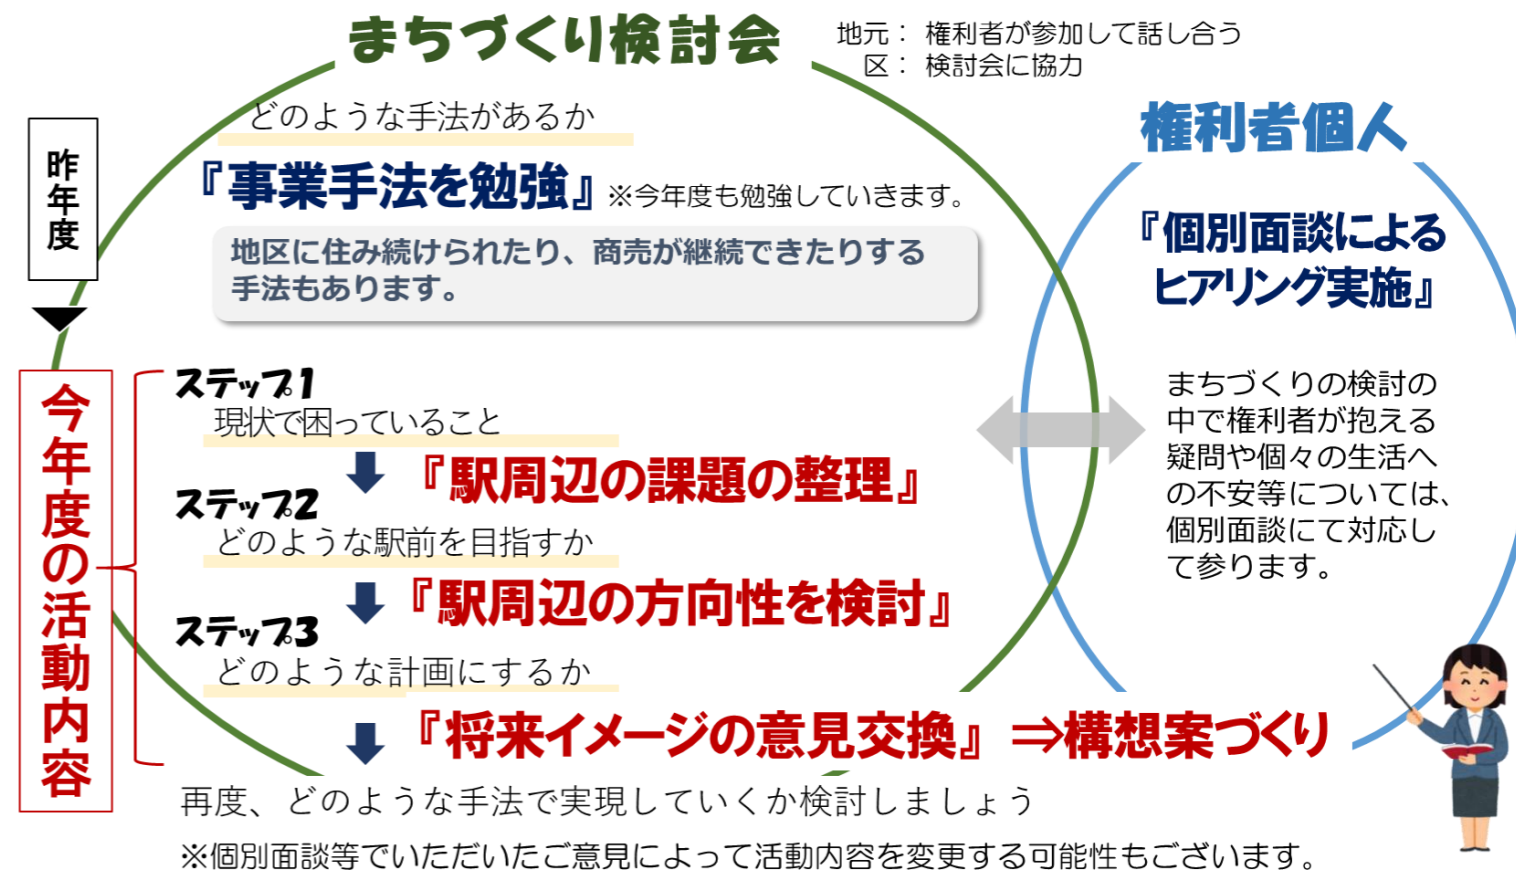 まちづくり検討会
地元： 権利者が参加して話し合う
区： 検討会に協力
権利者個人
昨年度
どのような手法があるか
『事業手法を勉強』※今年度も勉強していきます。
地区に住み続けられたり、商売が継続できたりする
手法もあります。
『個別面談による
ヒアリング実施』
まちづくりの検討の
中で権利者が抱える
疑問や個々の生活へ
の不安等については、
個別面談にて対応し
て参ります。
今年度の活動内容
ステップ1
現状で困っていること
『駅周辺の課題の整理』
ステップ2
どのような駅前を目指すか
『駅周辺の方向性を検討』
ステップ3
どのような計画にするか
『将来イメージの意見交換』⇒構想案づくり
再度、どのような手法で実現していくか検討しましょう
※個別面談等でいただいたご意見によって活動内容を変更する可能性もございます。